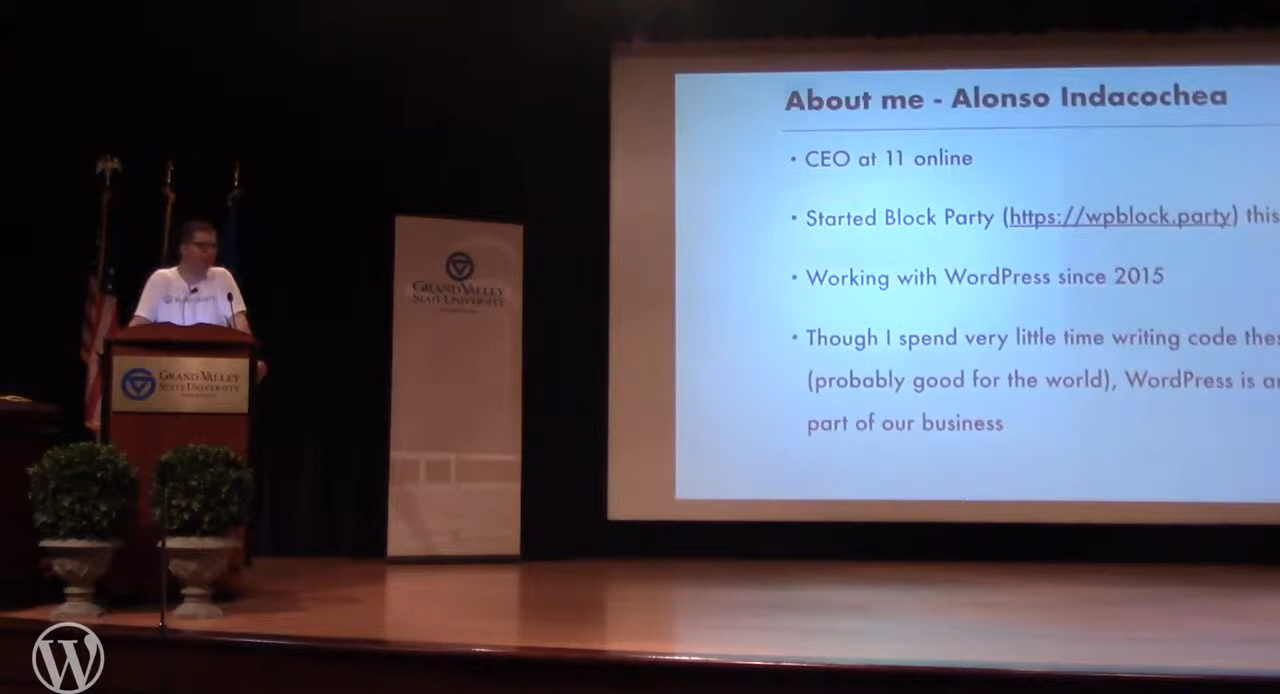 About me - Alonso Indacochea
• CEO at 11 online
• Started Block Party (https://wpblock.party) this
• Working with WordPress since 2015
• Though I spend very little time writing code thes
(probably good for the world), WordPress is an
part of our business
GRAND VALLEY
STATE UNIVERSITY
GRAND VALLEY
STATE UNIVERSITY
W